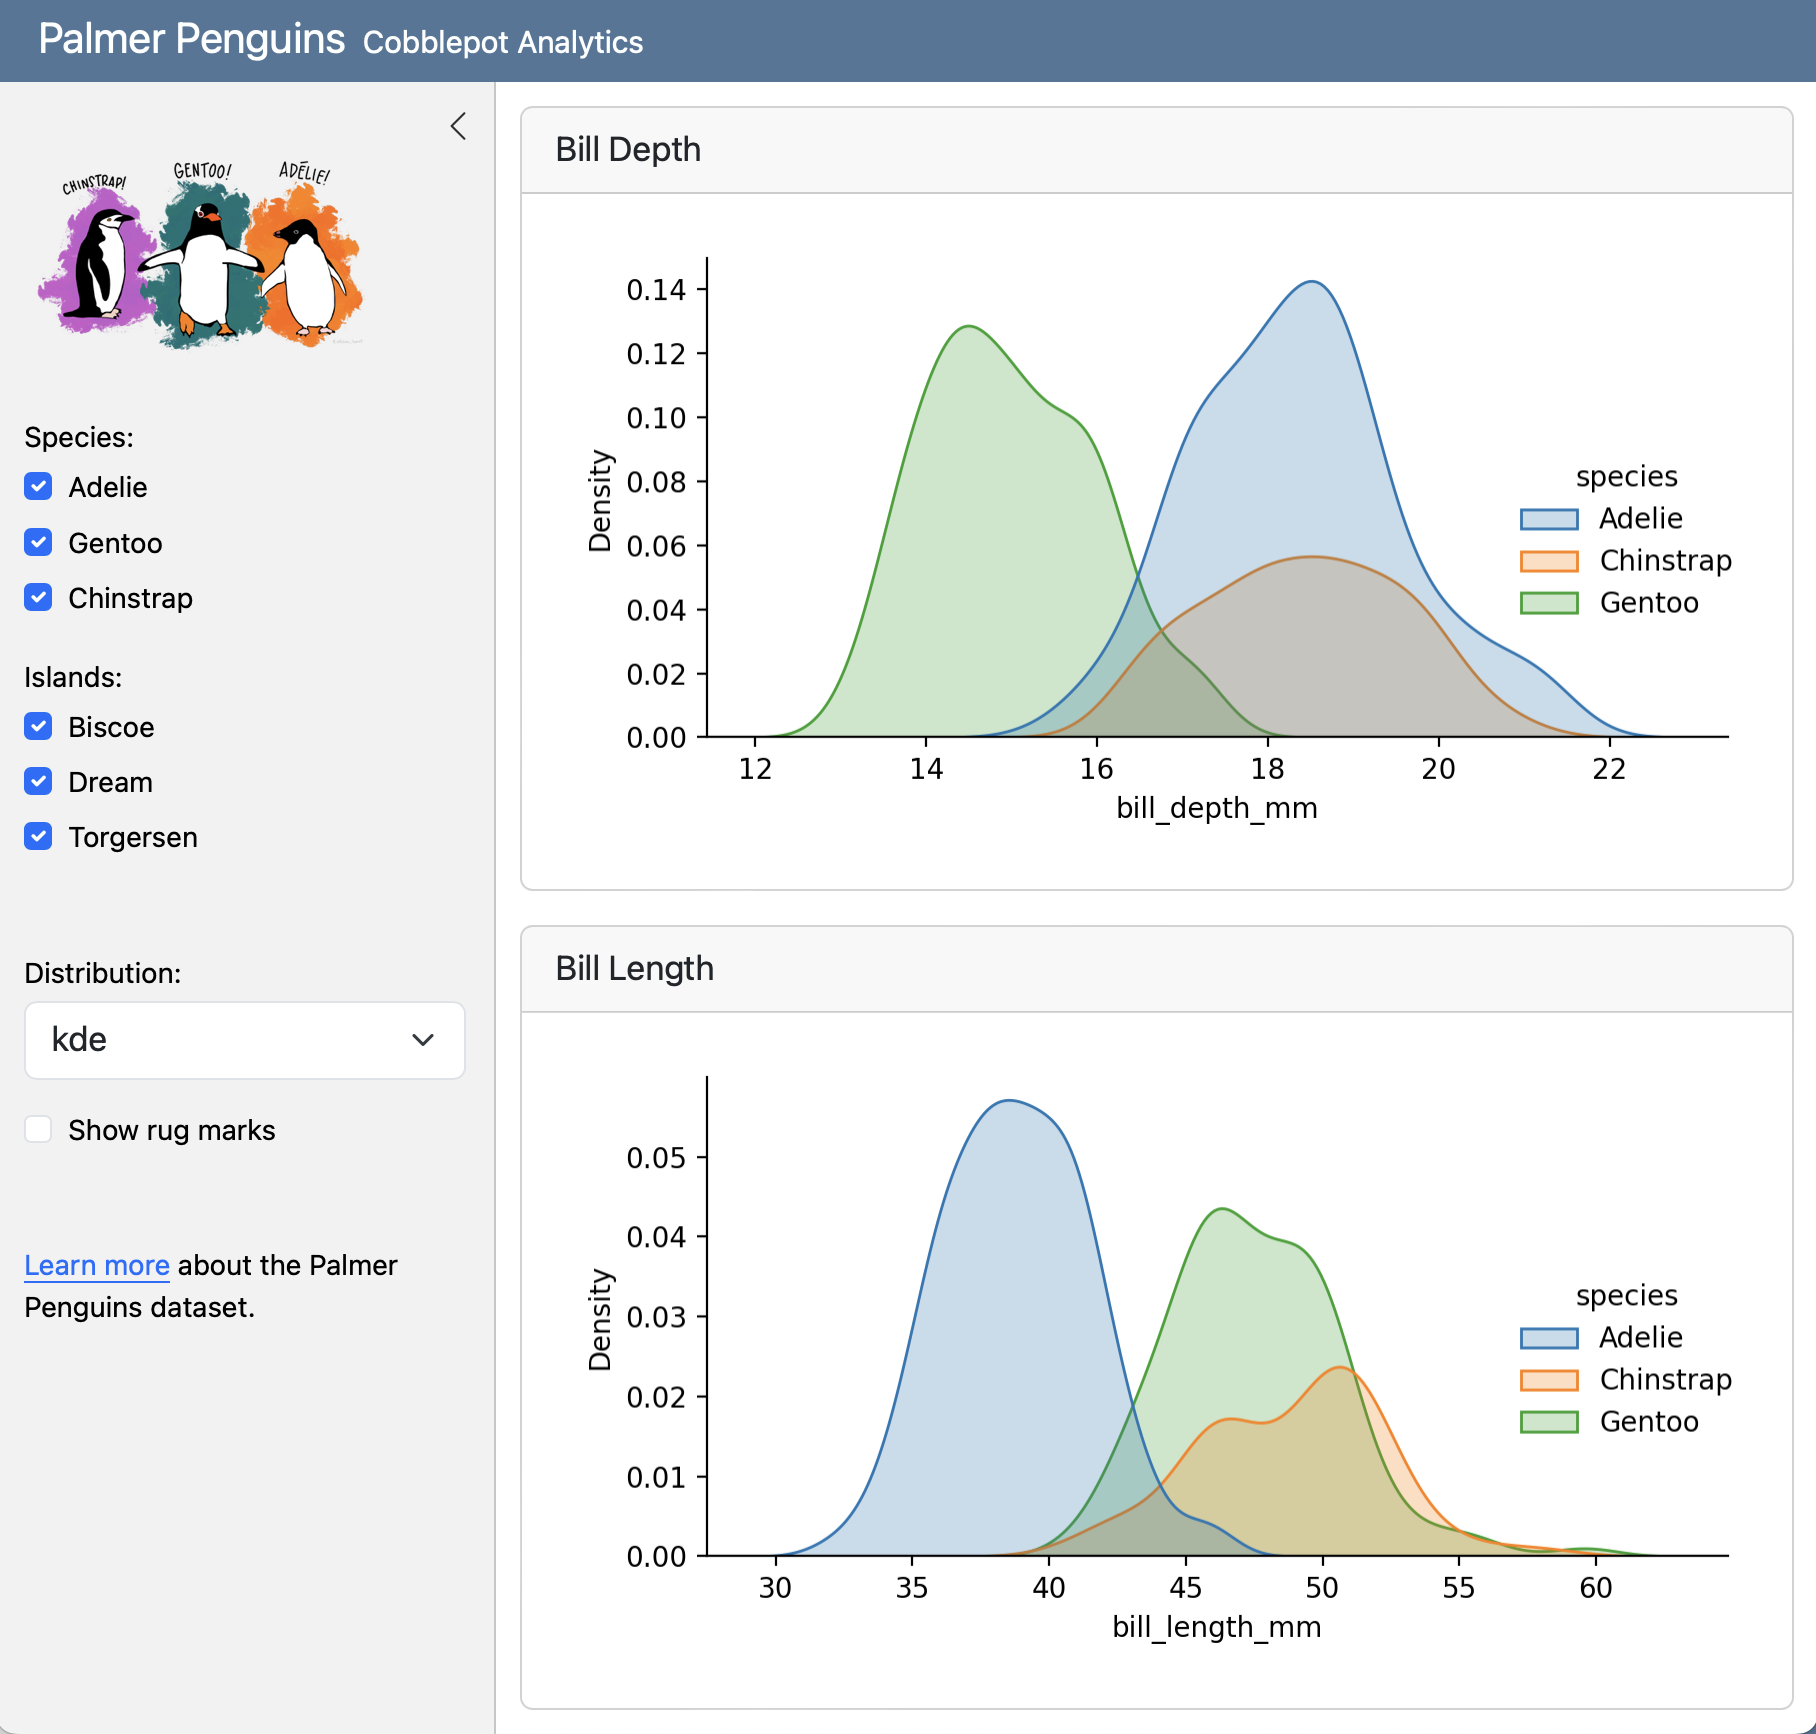 Palmer Penguins Cobblepot Analytics
CHINSTRAP!
GENTOO!
ADĒLIE!
Species:
Adelie
Gentoo
Chinstrap
Islands:
Biscoe
Dream
Torgersen
Distribution:
kde
Show rug marks
Learn more about the Palmer
Penguins dataset.
Bill Depth
0.14
0.12
0.10
0.08
0.06
0.04
0.02
0.00
Density
12 14 16 18 20 22
bill_depth_mm
species
Adelie
Chinstrap
Gentoo
Bill Length
0.05
0.04
0.03
0.02
0.01
0.00
Density
30 35 40 45 50 55 60
bill_length_mm
species
Adelie
Chinstrap
Gentoo